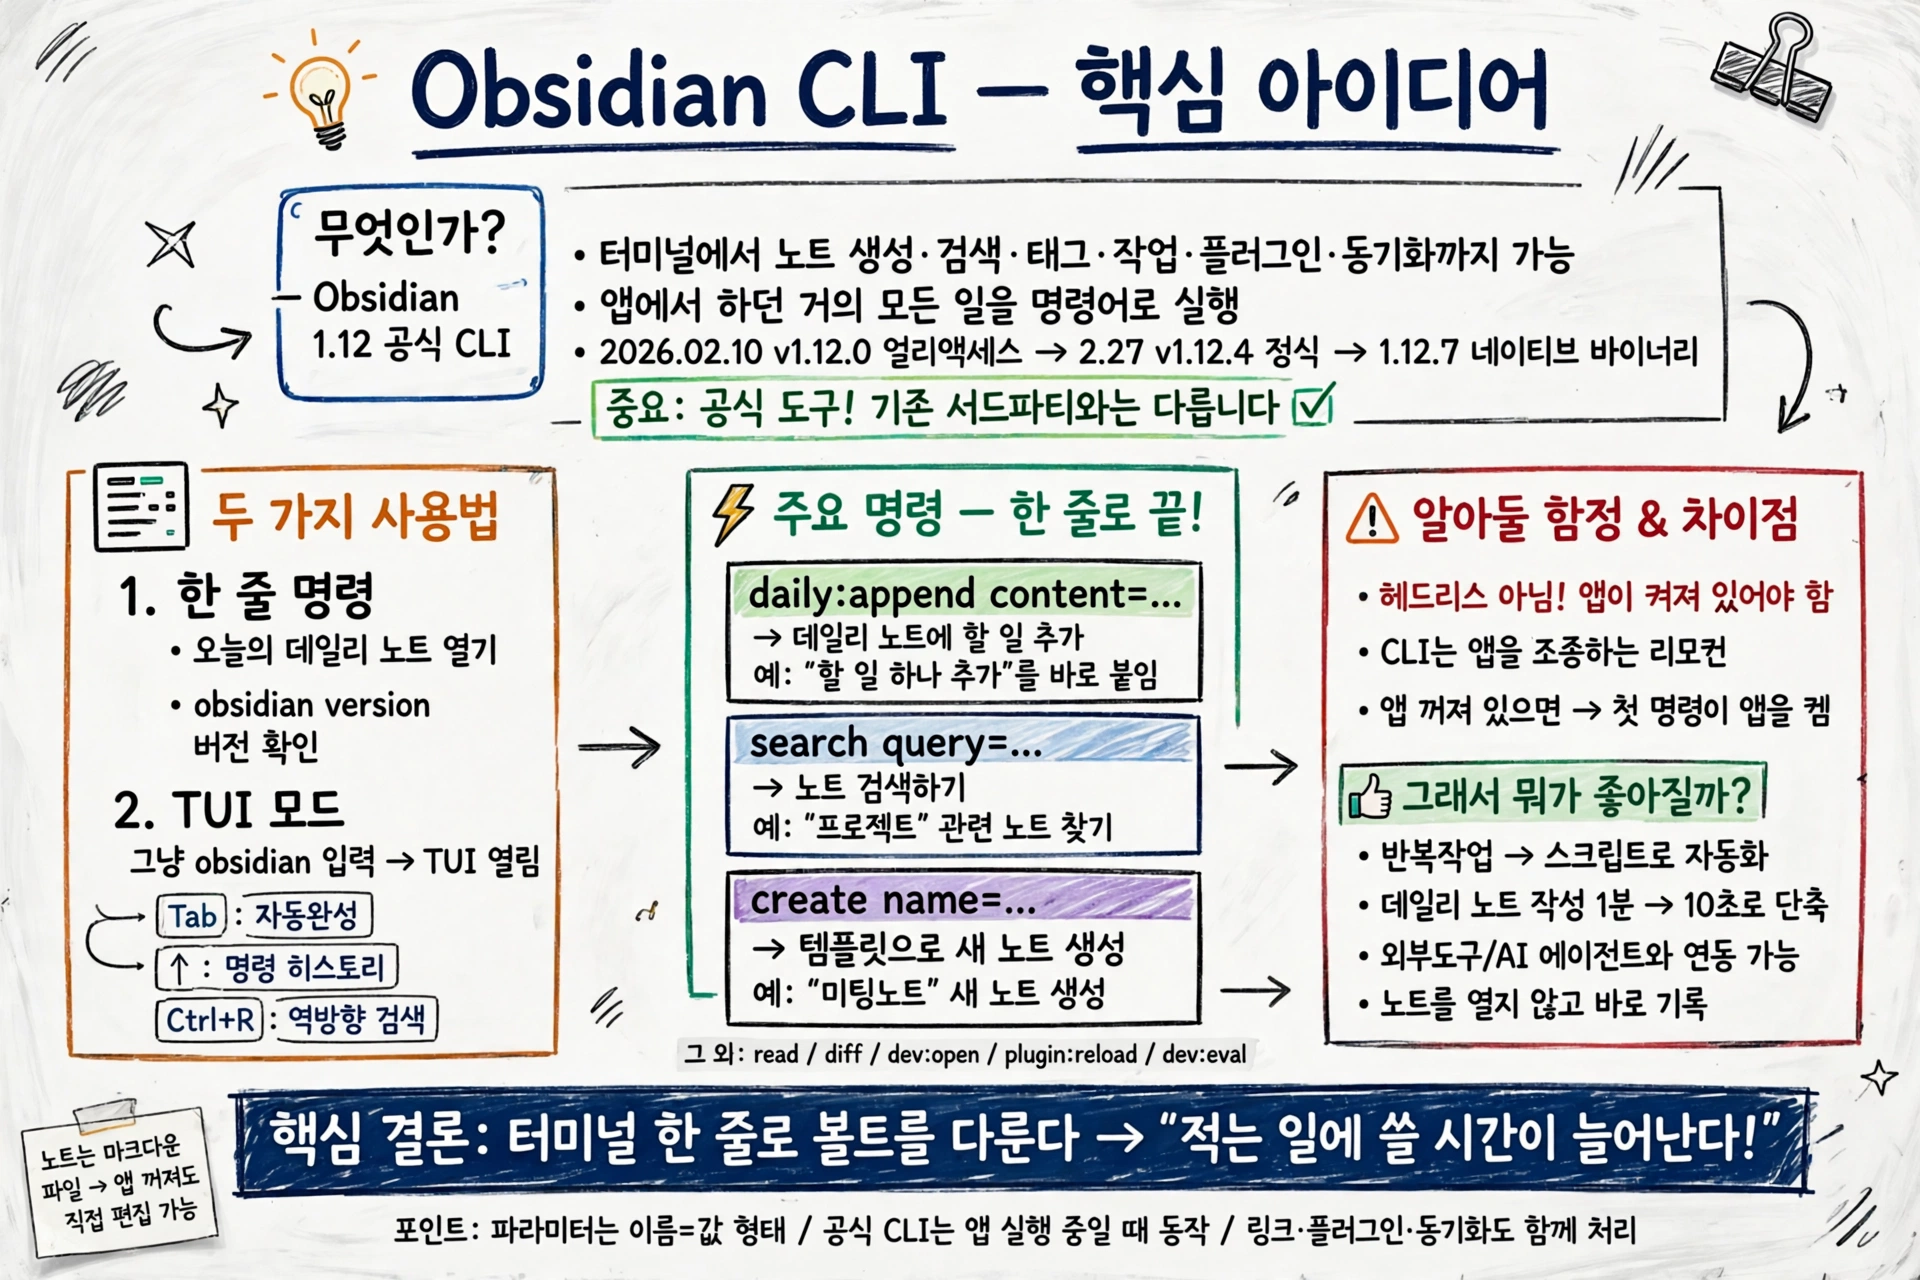 Obsidian CLI – 핵심 아이디어
무엇인가?
Obsidian
1.12 공식 CLI
• 터미널에서 노트 생성·검색·태그·작업·플러그인·동기화까지 가능
• 앱에서 하던 거의 모든 일을 명령어로 실행
• 2026.02.10 v1.12.0 얼리액세스 → 2.27 v1.12.4 정식 → 1.12.7 네이티브 바이너리
중요: 공식 도구! 기존 서드파티와는 다릅니다
두 가지 사용법
1. 한 줄 명령
• 오늘의 데일리 노트 열기
• obsidian version
버전 확인
2. TUI 모드
그냥 obsidian 입력 → TUI 열림
Tab : 자동완성
↑ : 명령 히스토리
Ctrl+R : 역방향 검색
주요 명령 – 한 줄로 끝!
daily:append content=...
→ 데일리 노트에 할 일 추가
예: "할 일 하나 추가"를 바로 붙임
search query=...
→ 노트 검색하기
예: "프로젝트" 관련 노트 찾기
create name=...
→ 템플릿으로 새 노트 생성
예: "미팅노트" 새 노트 생성
그 외: read / diff / dev:open / plugin:reload / dev:eval
알아둘 함정 & 차이점
• 헤드리스 아님! 앱이 켜져 있어야 함
• CLI는 앱을 조종하는 리모컨
• 앱 꺼져 있으면 → 첫 명령이 앱을 켬
그래서 뭐가 좋아질까?
• 반복작업 → 스크립트로 자동화
• 데일리 노트 작성 1분 → 10초로 단축
• 외부도구/AI 에이전트와 연동 가능
• 노트를 열지 않고 바로 기록
핵심 결론: 터미널 한 줄로 볼트를 다룬다 → "적는 일에 쓸 시간이 늘어난다!"
노트는 마크다운
파일 → 앱 꺼져도
직접 편집 가능
포인트: 파라미터는 이름=값 형태 / 공식 CLI는 앱 실행 중일 때 동작 / 링크·플러그인·동기화도 함께 처리